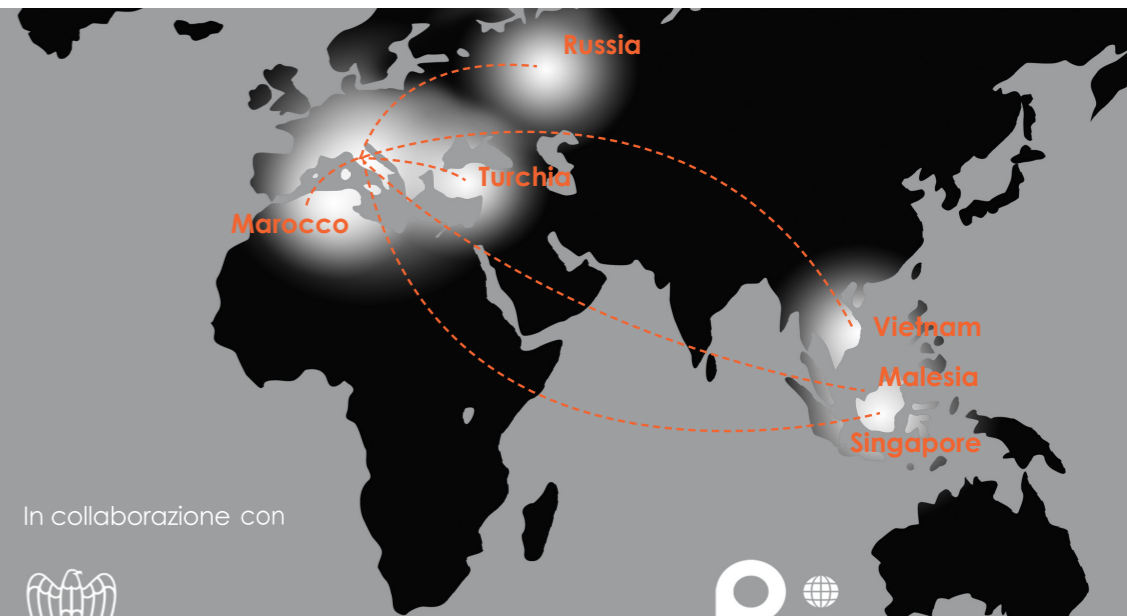 Russia
Turchia
Marocco
Vietnam
Malesia
Singapore
In collaborazione con